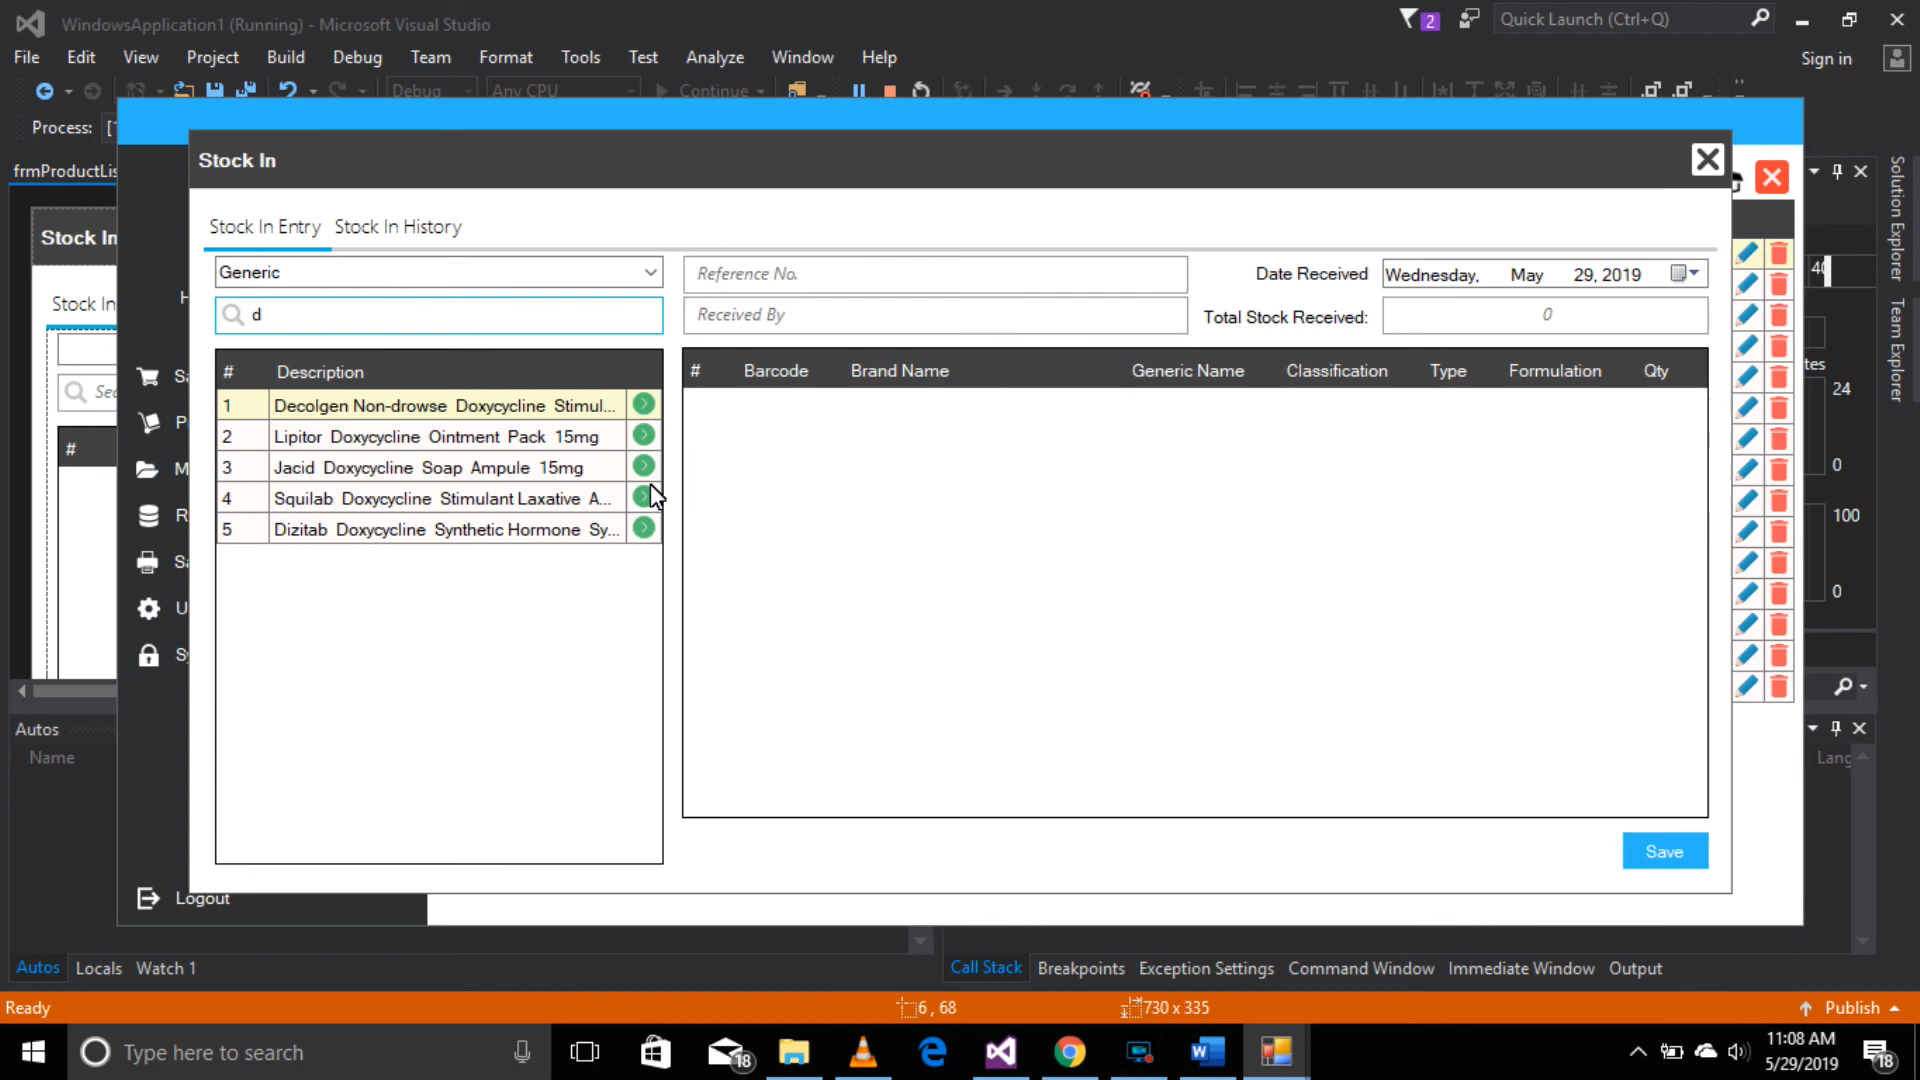 WindowsApplication1 (Running) - Microsoft Visual Studio
2
Quick Launch (Ctrl+Q)
File Edit View Project Build Debug Team Format Tools Test Analyze Window Help
Sign in
Debug Any CPU Continue
Process:
frmProductLis
Stock In
Stock In
#
Stock In
Stock In Entry Stock In History
Generic
d
Reference No.
Received By
Date Received Wednesday, May 29, 2019
Total Stock Received: 0
# Description
1 Decolgen Non-drowse Doxycycline Stimul...
2 Lipitor Doxycycline Ointment Pack 15mg
3 Jacid Doxycycline Soap Ampule 15mg
4 Squilab Doxycycline Stimulant Laxative A...
5 Dizitab Doxycycline Synthetic Hormone Sy...
# Barcode Brand Name Generic Name Classification Type Formulation Qty
Save
Logout
24
0
100
0
Solution Explorer
Team Explorer
Autos
Name
Lang
Autos Locals Watch 1
Call Stack Breakpoints Exception Settings Command Window Immediate Window Output
Ready
6 , 68
730 x 335
Publish
Type here to search
18
11:08 AM
5/29/2019
18